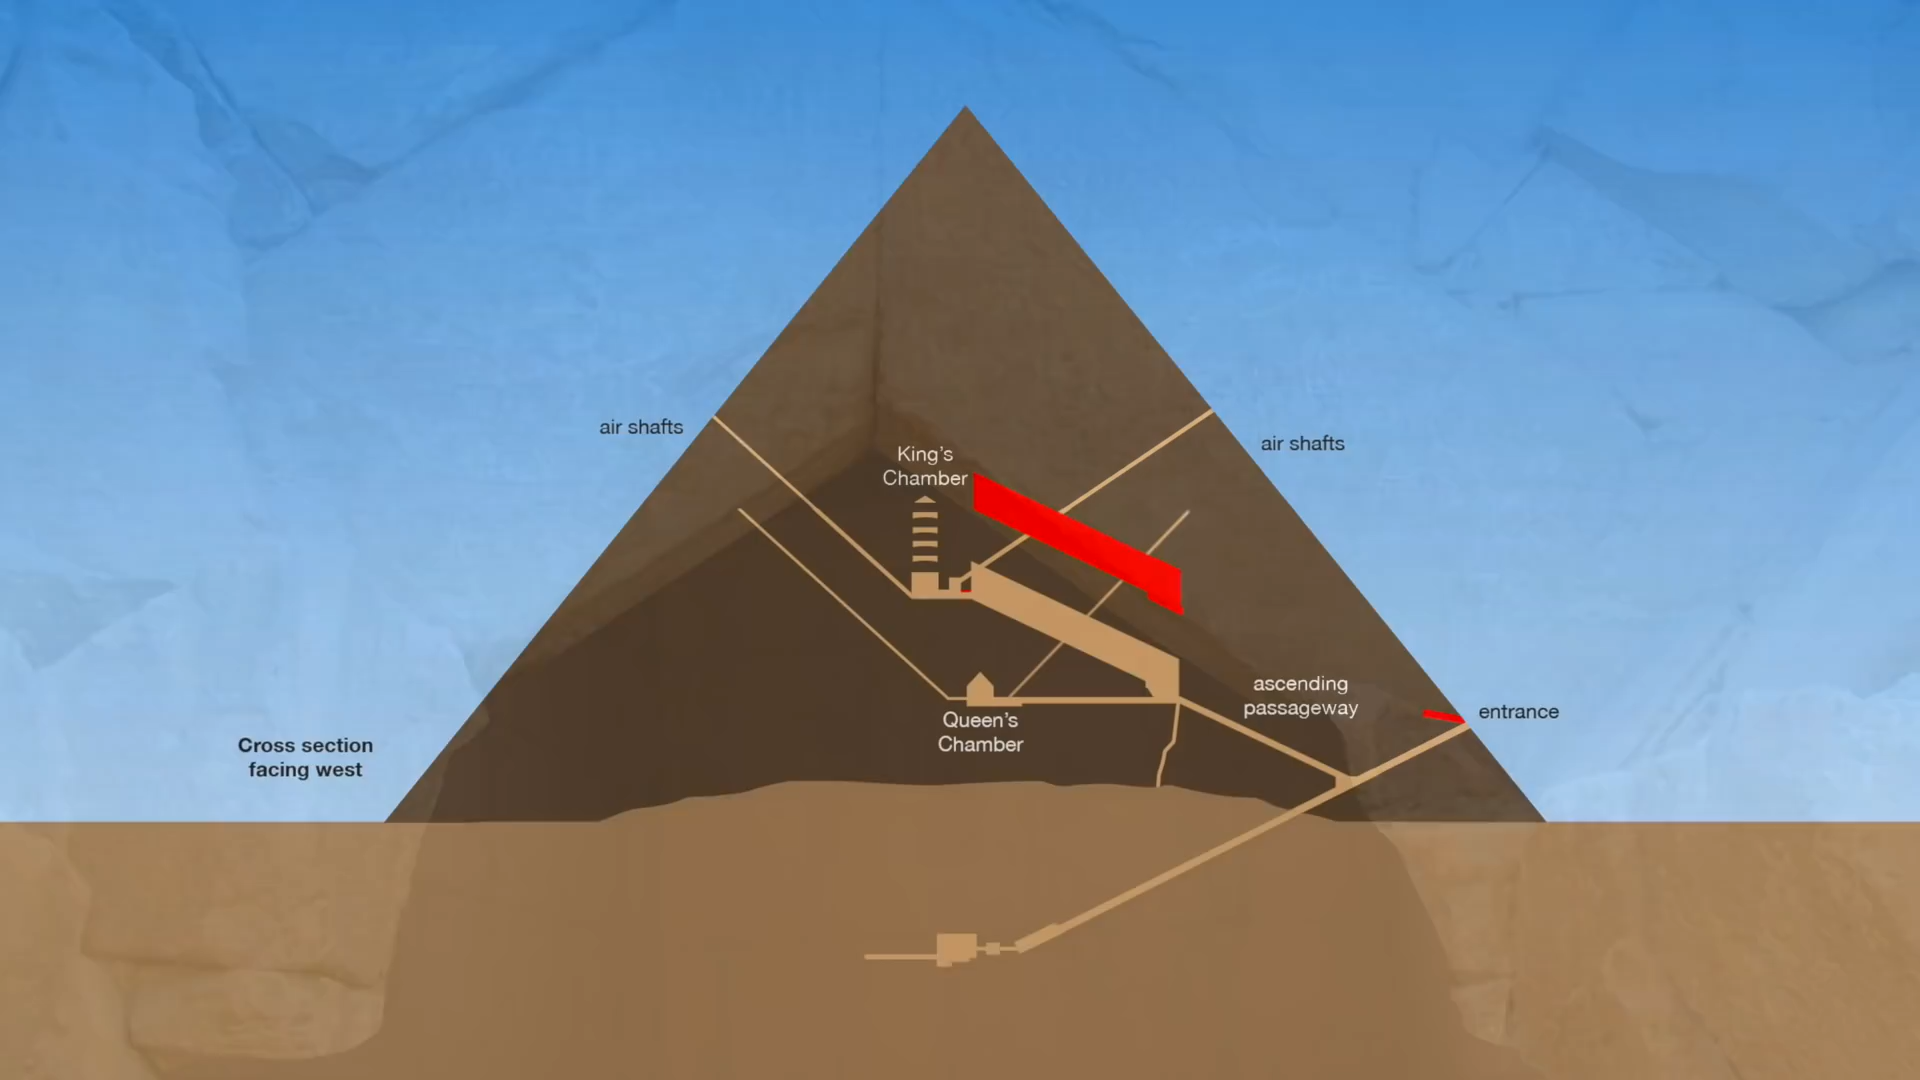 air shafts
air shafts
King's
Chamber
ascending
passageway
entrance
Queen's
Chamber
Cross section
facing west